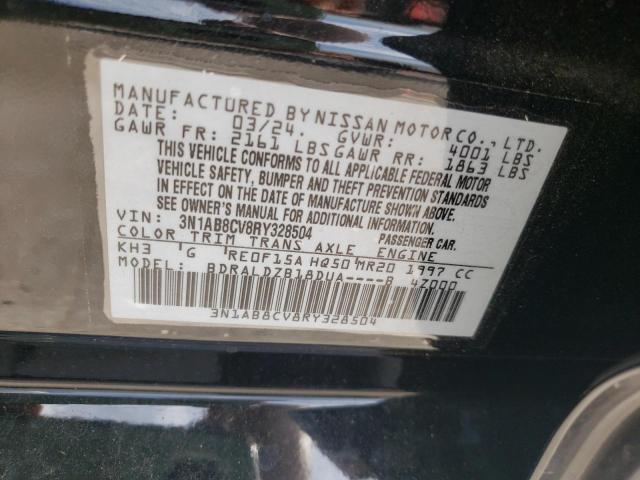 MANUFACTURED BY NISSAN MOTOR CO., LTD.
DATE: 03/24. GVWR: 4001 LBS
GAWR FR: 2161 LBS GAWR RR: 1863 LBS
THIS VEHICLE CONFORMS TO ALL APPLICABLE FEDERAL MOTOR
VEHICLE SAFETY, BUMPER AND THEFT PREVENTION STANDARDS
IN EFFECT ON THE DATE OF MANUFACTURE SHOWN ABOVE.
SEE OWNER'S MANUAL FOR ADDITIONAL INFORMATION.
VIN: 3N1AB8CV8RY328504 PASSENGER CAR.
COLOR TRIM TRANS AXLE ENGINE
KH3 G RE0F15A HQ50 MR20 1997 CC
MODEL BDRALDZB18DUA----B 4Z000
3N1AB8CV8RY328504